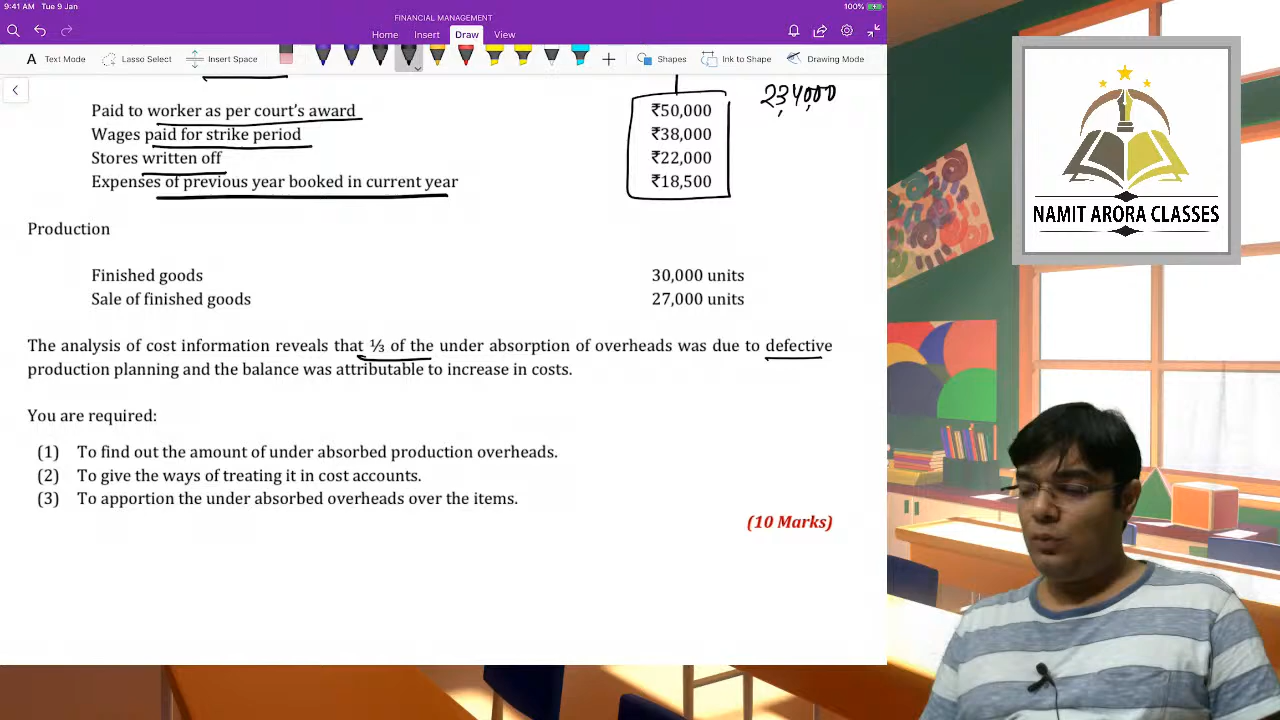 9:41 AM Tue 9 Jan
FINANCIAL MANAGEMENT
100%
Home Insert Draw View
Text Mode Lasso Select Insert Space Shapes Ink to Shape Drawing Mode
234000
Paid to worker as per court's award ₹50,000
Wages paid for strike period ₹38,000
Stores written off ₹22,000
Expenses of previous year booked in current year ₹18,500
Production
Finished goods 30,000 units
Sale of finished goods 27,000 units
The analysis of cost information reveals that ⅓ of the under absorption of overheads was due to defective
production planning and the balance was attributable to increase in costs.
You are required:
(1) To find out the amount of under absorbed production overheads.
(2) To give the ways of treating it in cost accounts.
(3) To apportion the under absorbed overheads over the items.
(10 Marks)
NAMIT ARORA CLASSES